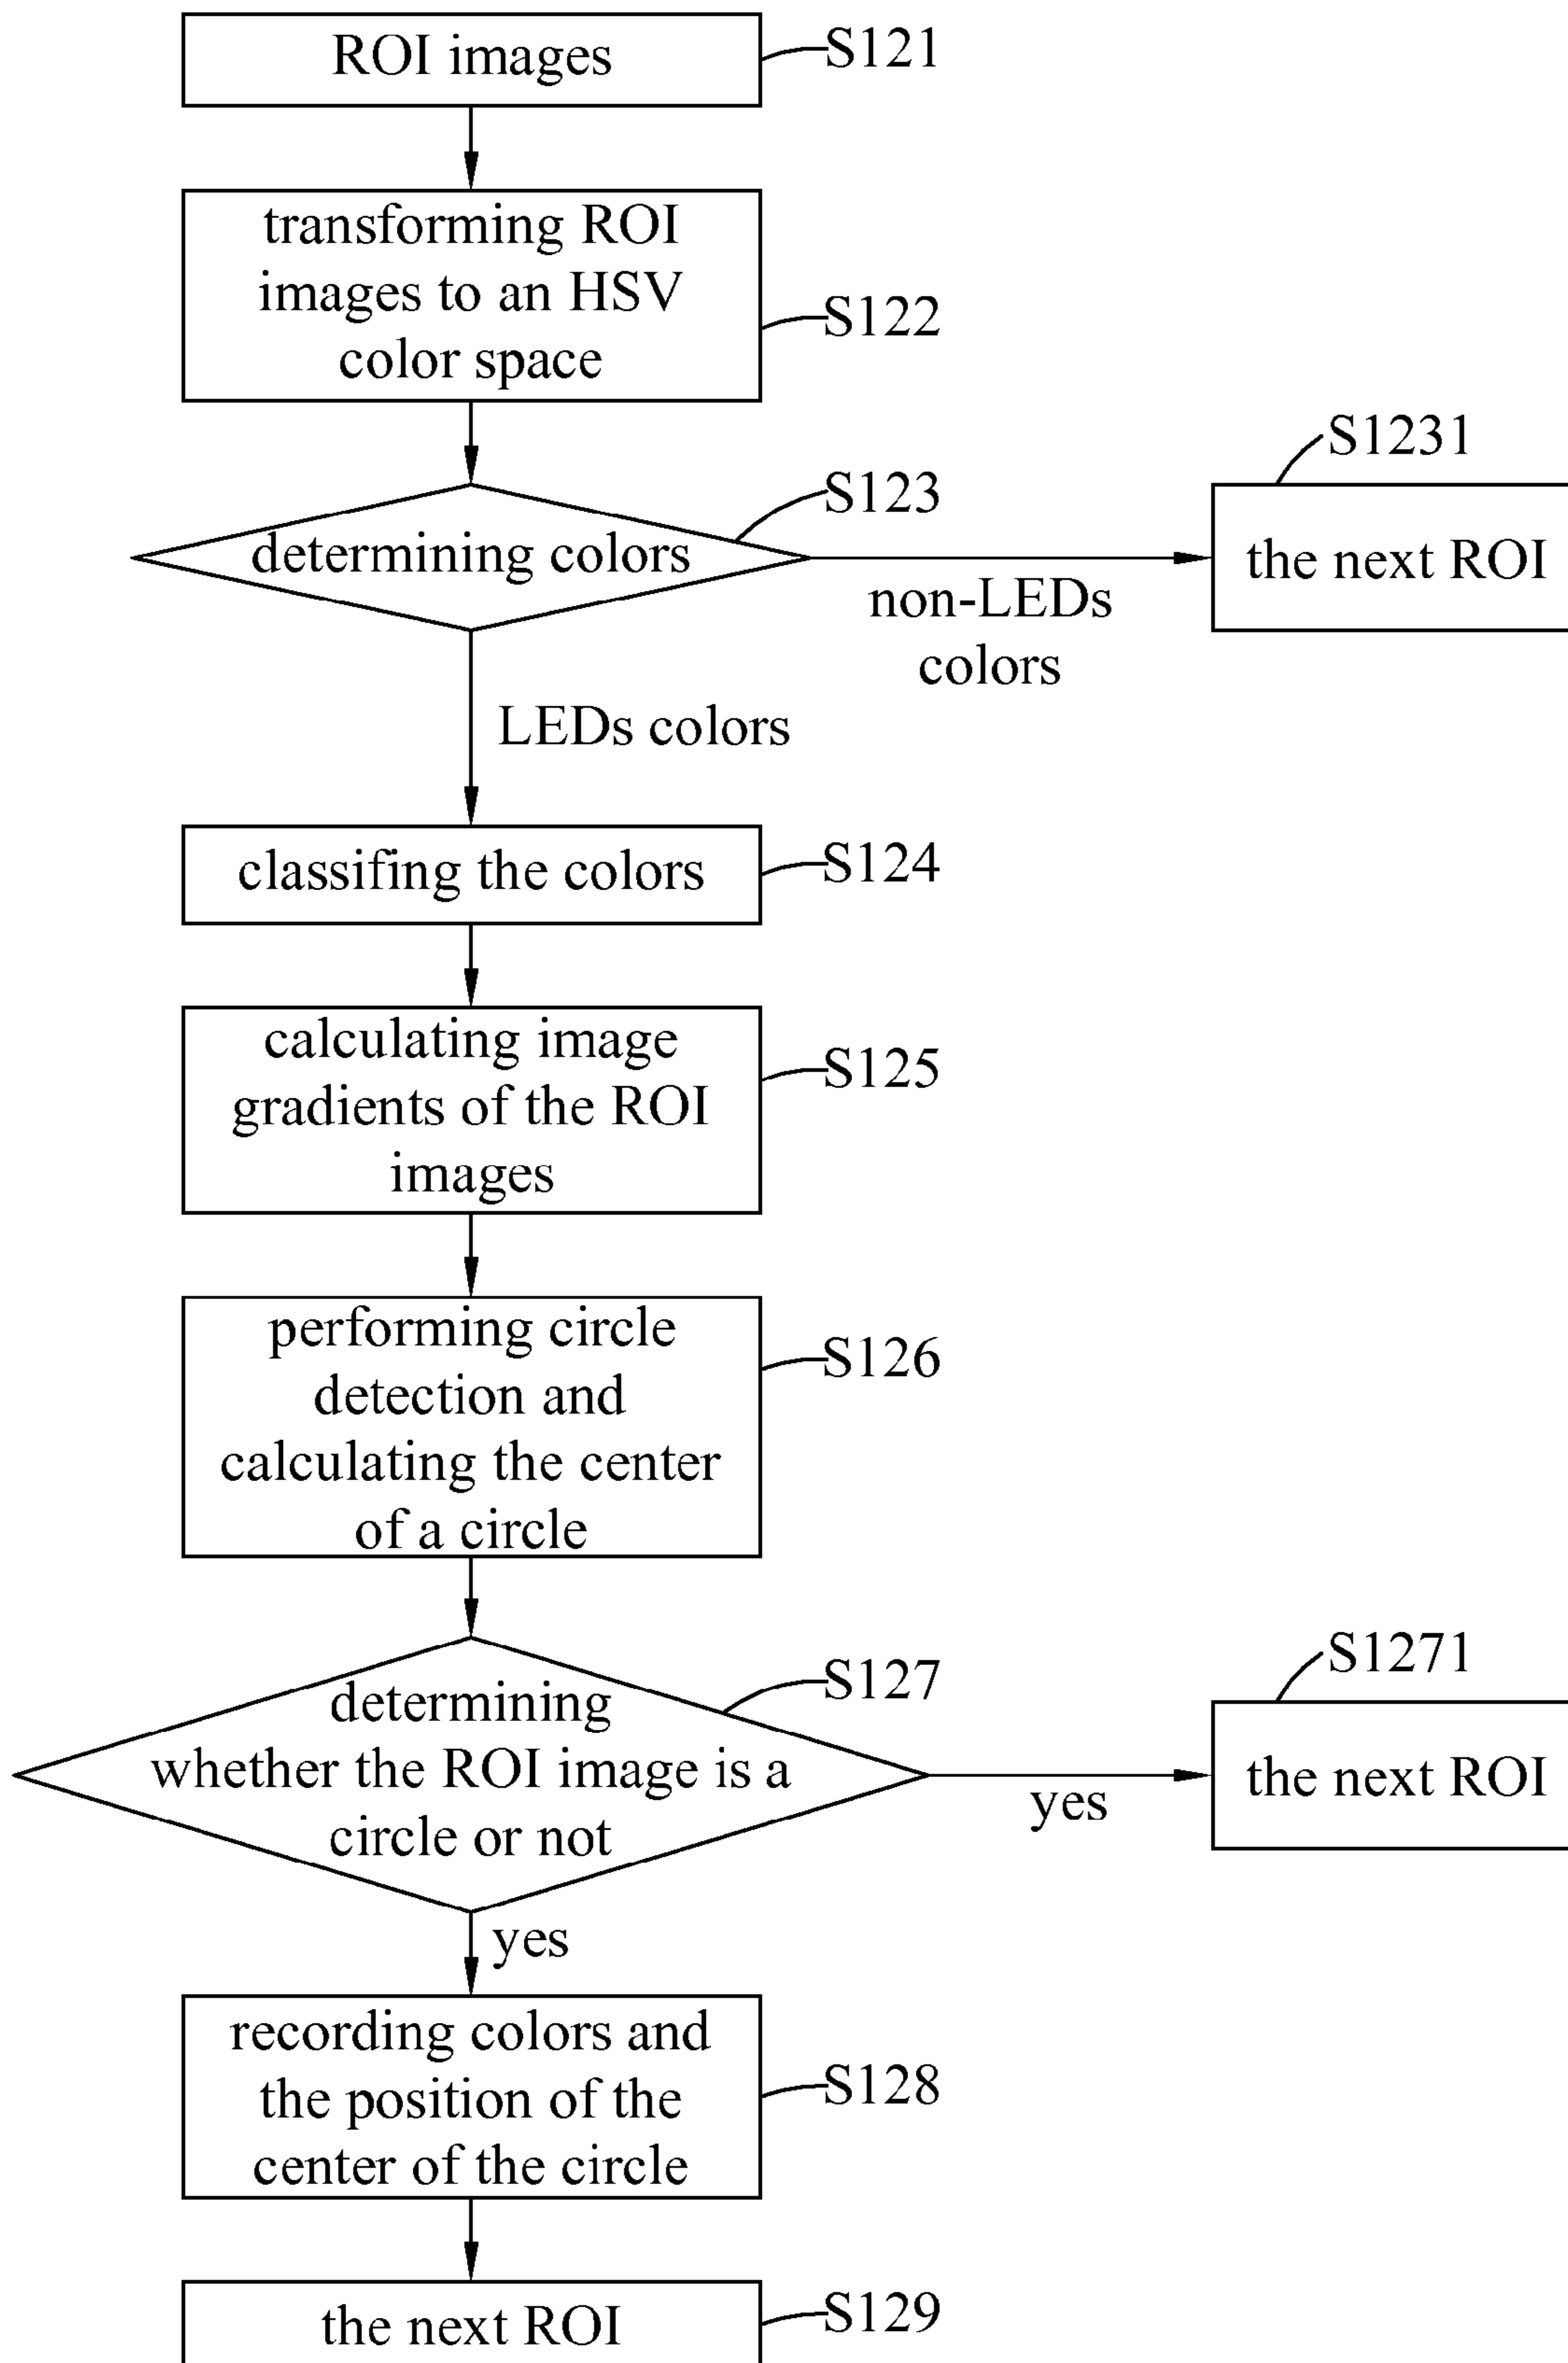 ROI images
S121
transforming ROI
images to an HSV
color space
S122
determining colors
S123
non-LEDs
colors
S1231
the next ROI
LEDs colors
classifing the colors
S124
calculating image
gradients of the ROI
images
S125
performing circle
detection and
calculating the center
of a circle
S126
determining
whether the ROI image is a
circle or not
S127
yes
S1271
the next ROI
yes
recording colors and
the position of the
center of the circle
S128
the next ROI
S129